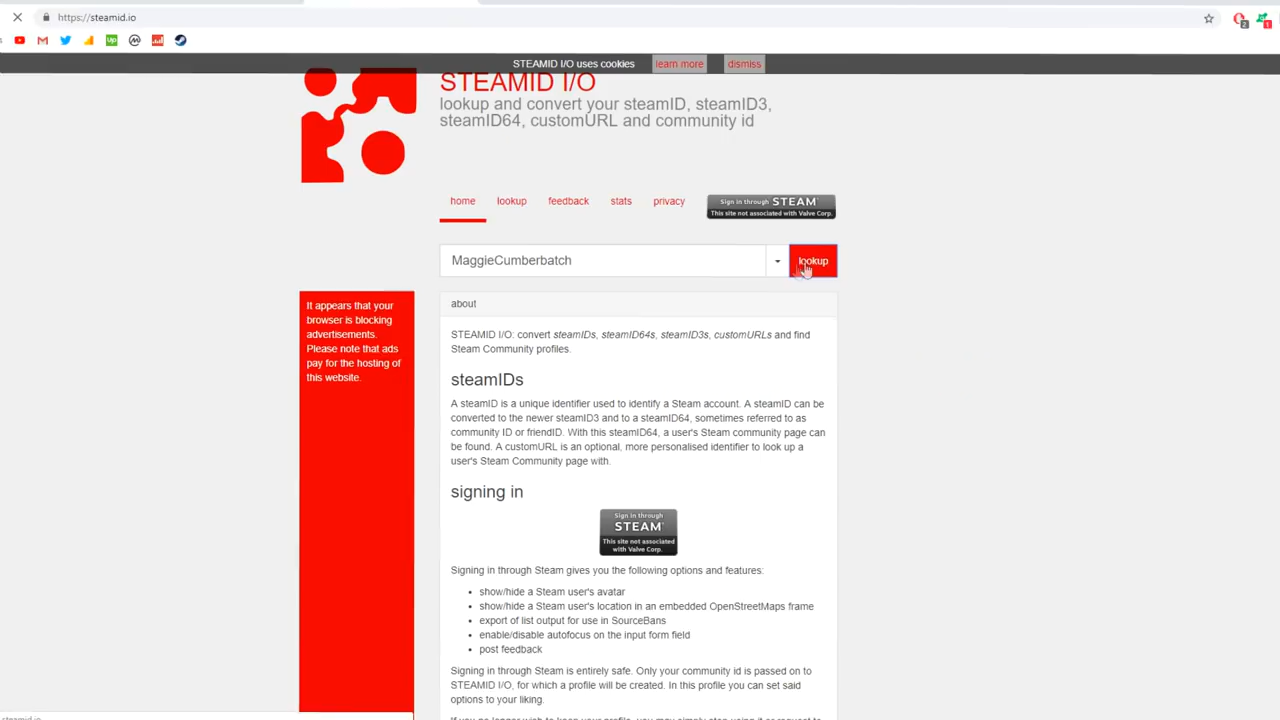 https://steamid.io
2
1
Up
STEAMID I/O uses cookies learn more dismiss
STEAMID I/O
lookup and convert your steamID, steamID3,
steamID64, customURL and community id
home lookup feedback stats privacy
Sign in through STEAM
This site not associated with Valve Corp.
MaggieCumberbatch lookup
It appears that your
browser is blocking
advertisements.
Please note that ads
pay for the hosting of
this website.
about
STEAMID I/O: convert steamIDs, steamID64s, steamID3s, customURLs and find
Steam Community profiles.
steamIDs
A steamID is a unique identifier used to identify a Steam account. A steamID can be
converted to the newer steamID3 and to a steamID64, sometimes referred to as
community ID or friendID. With this steamID64, a user's Steam community page can
be found. A customURL is an optional, more personalised identifier to look up a
user's Steam Community page with.
signing in
Sign in through
STEAM
This site not associated
with Valve Corp.
Signing in through Steam gives you the following options and features:
• show/hide a Steam user's avatar
• show/hide a Steam user's location in an embedded OpenStreetMaps frame
• export of list output for use in SourceBans
• enable/disable autofocus on the input form field
• post feedback
Signing in through Steam is entirely safe. Only your community id is passed on to
STEAMID I/O, for which a profile will be created. In this profile you can set said
options to your liking.